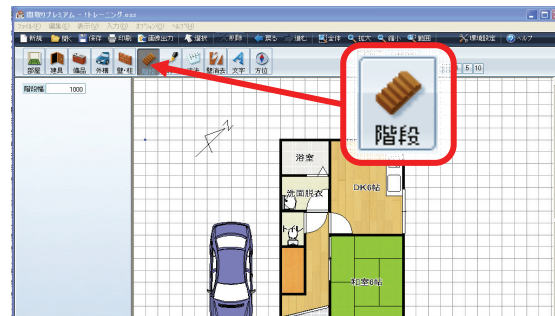 間取りプレミアム - !トレーニング.ess
ファイル(F) 編集(E) 表示(V) 入力(I) オプション(O) ヘルプ(H)
新規 開く 保存 印刷 画像出力 選択 削除 戻る 進む 全体 拡大 縮小 範囲 環境設定 ヘルプ
部屋 建具 備品 外構 壁・柱 壁消去 文字 方位
5 10
階段幅 1000
階段
浴室
洗面脱衣
DK6帖
トイレ
和室6帖